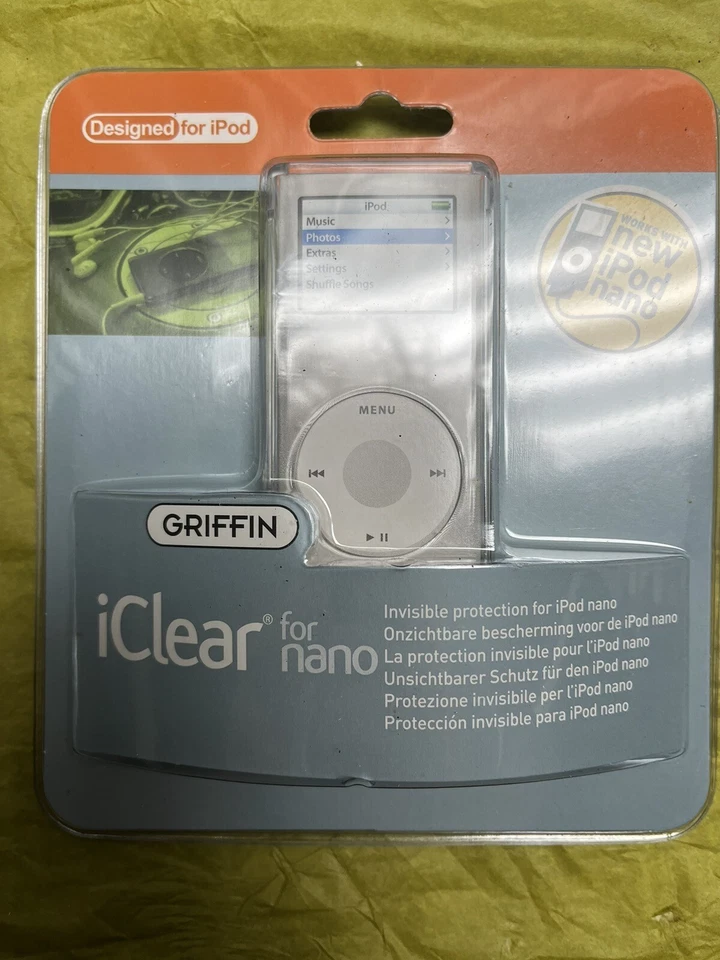 Designed for iPod
iPod
Music
Photos
Extras
Settings
Shuffle Songs
WORKS WITH
new
iPod
nano
MENU
GRIFFIN
iClear® for
nano
Invisible protection for iPod nano
Onzichtbare bescherming voor de iPod nano
La protection invisible pour l'iPod nano
Unsichtbarer Schutz für den iPod nano
Protezione invisibile per l'iPod nano
Protección invisible para iPod nano